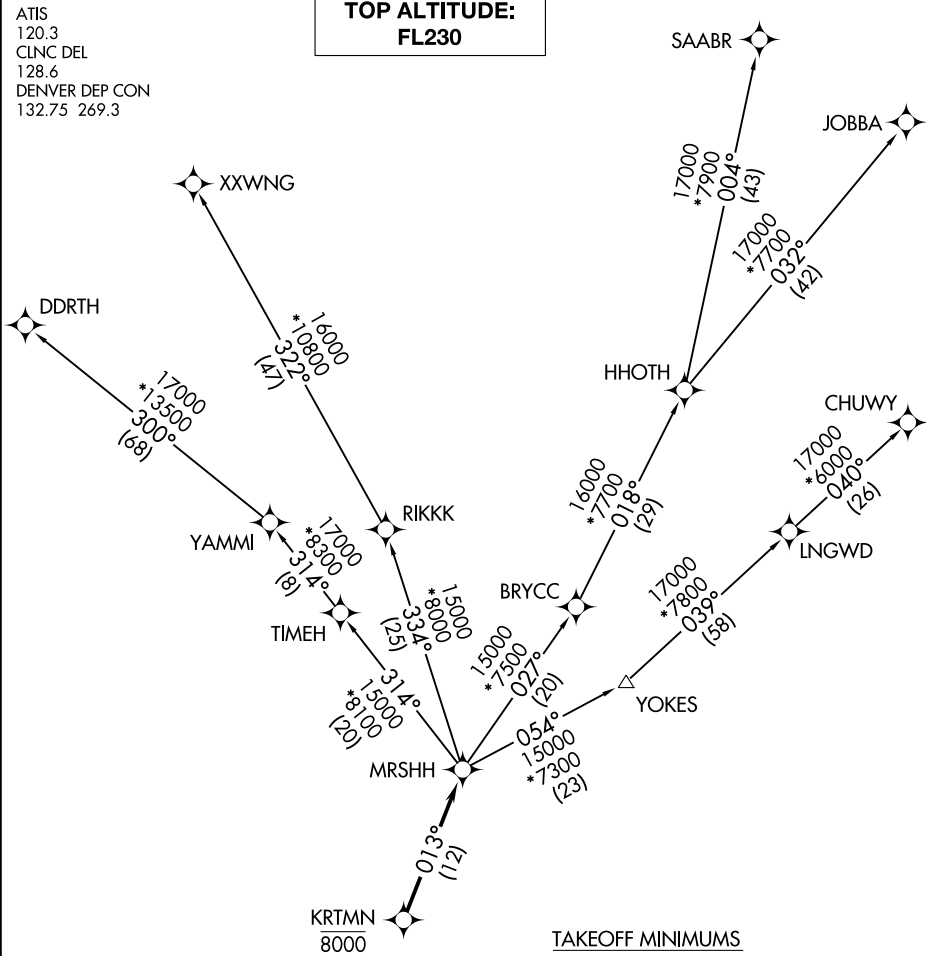 ATIS
120.3
CLNC DEL
128.6
DENVER DEP CON
132.75 269.3
TOP ALTITUDE:
FL230
SAABR
JOBBA
17000
*7900
004°
(43)
XXWNG
17000
*7700
032°
(42)
DDRTH
16000
*10800
322°
(47)
HHOTH
17000
*13500
300°
(68)
CHUWY
17000
*6000
040°
(26)
16000
*7700
018°
(29)
RIKKK
YAMMI
LNGWD
17000
*8300
314°
(8)
BRYCC
TIMEH
15000
*8000
334°
(25)
17000
*7800
039°
(58)
15000
*7500
027°
(20)
314°
15000
*8100
(20)
YOKES
054°
15000
*7300
(23)
MRSHH
013°
(12)
KRTMN
8000
TAKEOFF MINIMUMS